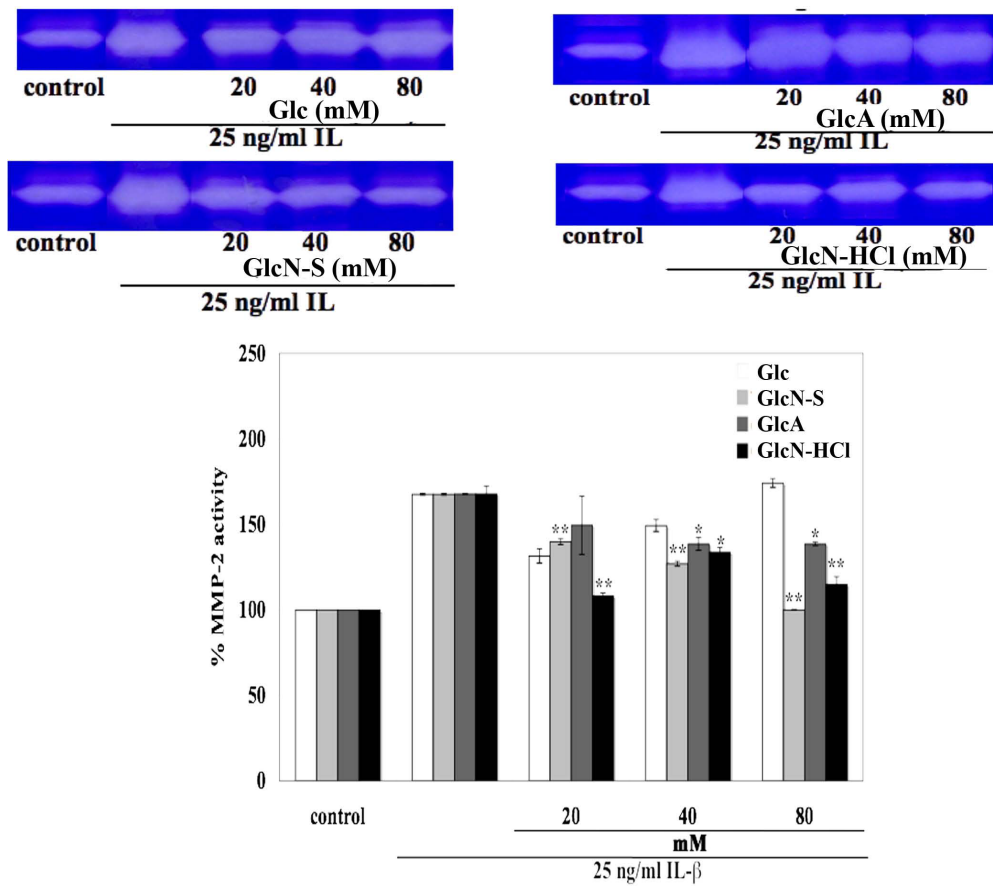 control 20 40 80
Glc (mM)
25 ng/ml IL
control 20 40 80
GlcA (mM)
25 ng/ml IL
control 20 40 80
GlcN-S (mM)
25 ng/ml IL
control 20 40 80
GlcN-HCl (mM)
25 ng/ml IL
% MMP-2 activity
250
200
150
100
50
0
Glc
GlcN-S
GlcA
GlcN-HCl
**
**
**
*
*
**
*
**
control 20 40 80
mM
25 ng/ml IL-β